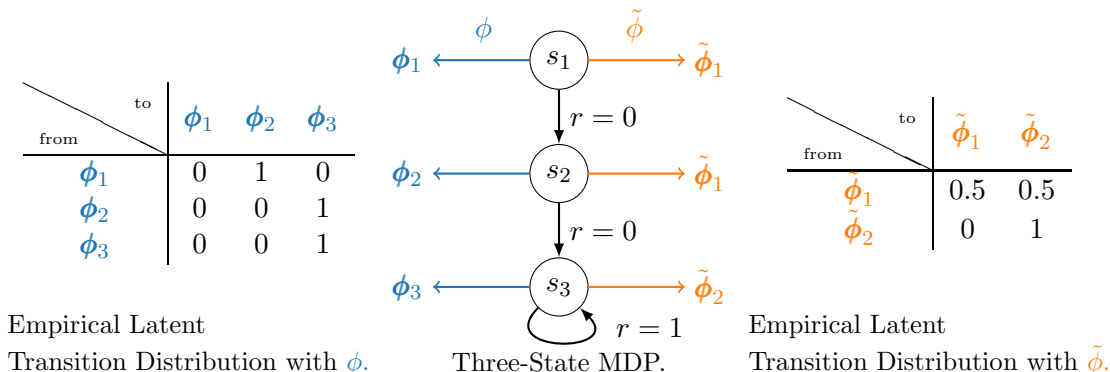 to
from
ϕ₁ ϕ₂ ϕ₃
ϕ₁ 0 1 0
ϕ₂ 0 0 1
ϕ₃ 0 0 1
Empirical Latent
Transition Distribution with ϕ.
ϕ ϕ̃
ϕ₁ s₁ ϕ̃₁
r = 0
ϕ₂ s₂ ϕ̃₁
r = 0
ϕ₃ s₃ ϕ̃₂
r = 1
Three-State MDP.
to
from
ϕ̃₁ ϕ̃₂
ϕ̃₁ 0.5 0.5
ϕ̃₂ 0 1
Empirical Latent
Transition Distribution with ϕ̃.